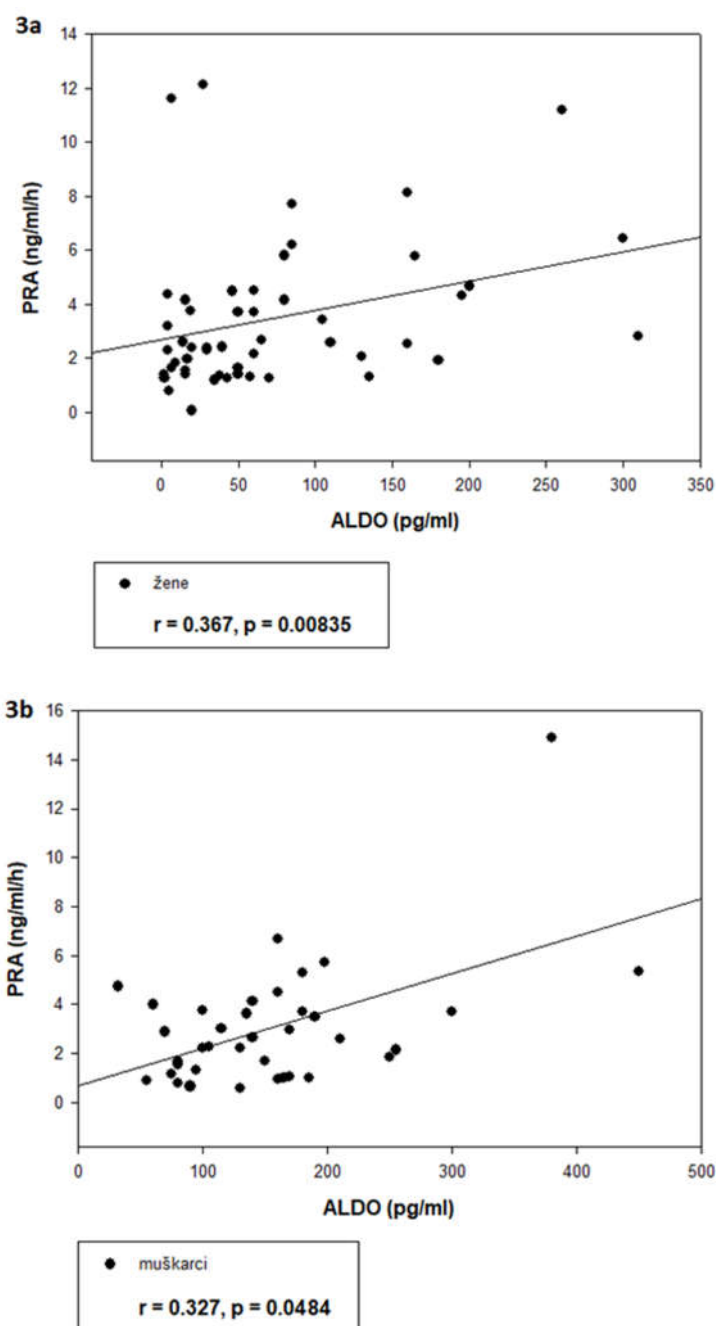 3a
14
12
10
8
6
4
2
0
PRA (ng/ml/h)
0 50 100 150 200 250 300 350
ALDO (pg/ml)
žene
r = 0.367, p = 0.00835
3b
16
14
12
10
8
6
4
2
0
PRA (ng/ml/h)
0 100 200 300 400 500
ALDO (pg/ml)
muškarci
r = 0.327, p = 0.0484